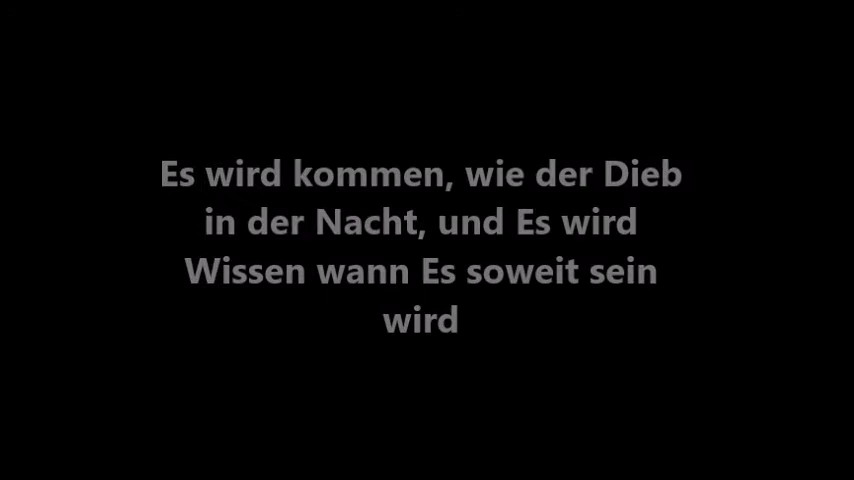 Es wird kommen, wie der Dieb
in der Nacht, und Es wird
Wissen wann Es soweit sein
wird